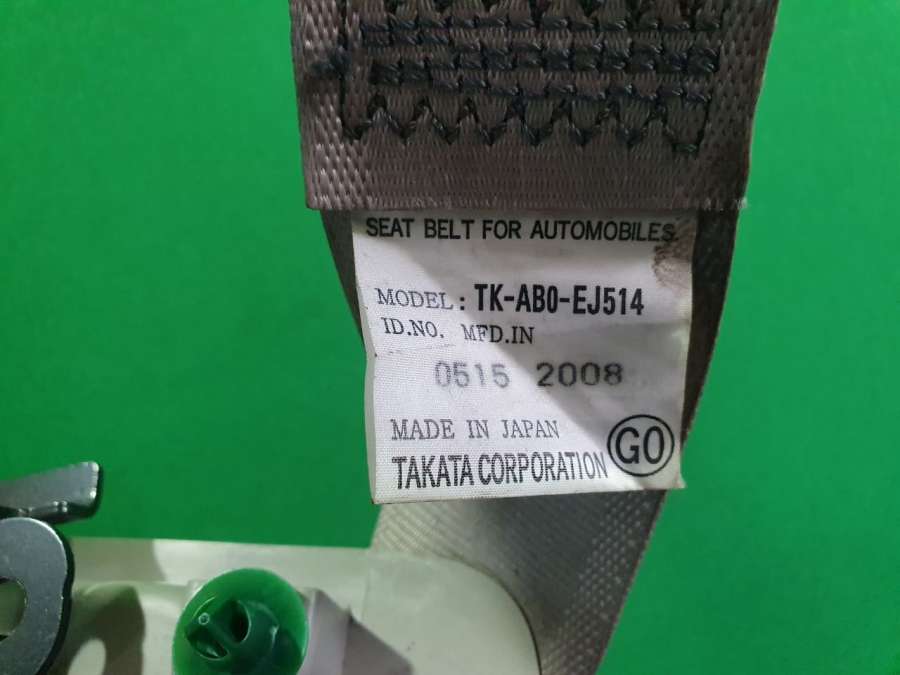 SEAT BELT FOR AUTOMOBILES.
MODEL: TK-AB0-EJ514
ID.NO. MFD.IN
0515 2008
MADE IN JAPAN
TAKATA CORPORATION GO